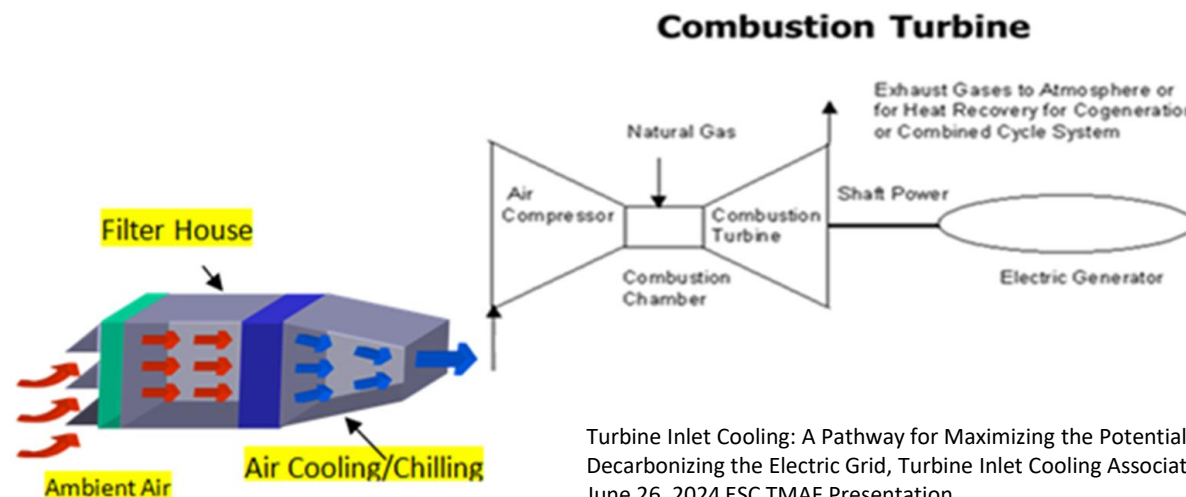 Combustion Turbine
Exhaust Gases to Atmosphere or
for Heat Recovery for Cogeneration
or Combined Cycle System
Natural Gas
Air
Compressor
Combustion
Turbine
Shaft Power
Combustion
Chamber
Electric Generator
Filter House
Air Cooling/Chilling
Ambient Air
Turbine Inlet Cooling: A Pathway for Maximizing the Potential
Decarbonizing the Electric Grid, Turbine Inlet Cooling Associat
June 26, 2024 ESC TMAF Presentation